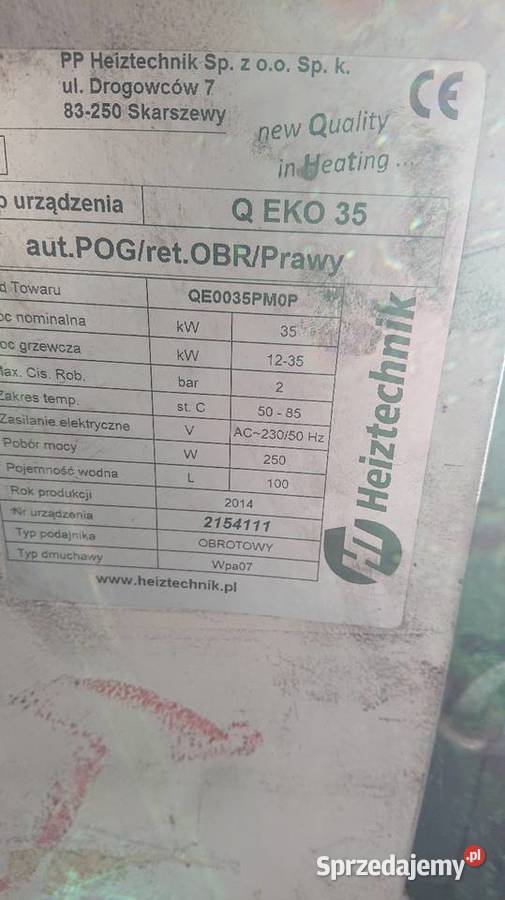 PP Heiztechnik Sp. z o.o. Sp. k.
ul. Drogowców 7
83-250 Skarszewy
CE
new Quality
in Heating ...
p urządzenia Q EKO 35
aut.POG/ret.OBR/Prawy
d Towaru QE0035PM0P
oc nominalna kW 35
oc grzewcza kW 12-35
Max. Cis. Rob. bar 2
Zakres temp. st. C 50 - 85
Zasilanie elektryczne V AC~230/50 Hz
Pobór mocy W 250
Pojemność wodna L 100
Rok produkcji 2014
Nr urządzenia 2154111
Typ podajnika OBROTOWY
Typ dmuchawy Wpa07
www.heiztechnik.pl
Heiztechnik
Sprzedajemy.pl